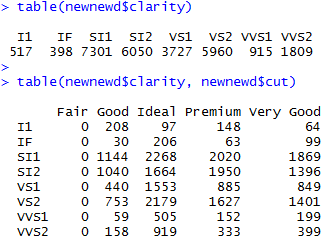 > table(newnewd$clarity)
I1 IF SI1 SI2 VS1 VS2 VVS1 VVS2
517 398 7301 6050 3727 5960 915 1809
>
> table(newnewd$clarity, newnewd$cut)
Fair Good Ideal Premium Very Good
I1 0 208 97 148 64
IF 0 30 206 63 99
SI1 0 1144 2268 2020 1869
SI2 0 1040 1664 1950 1396
VS1 0 440 1553 885 849
VS2 0 753 2179 1627 1401
VVS1 0 59 505 152 199
VVS2 0 158 919 333 399